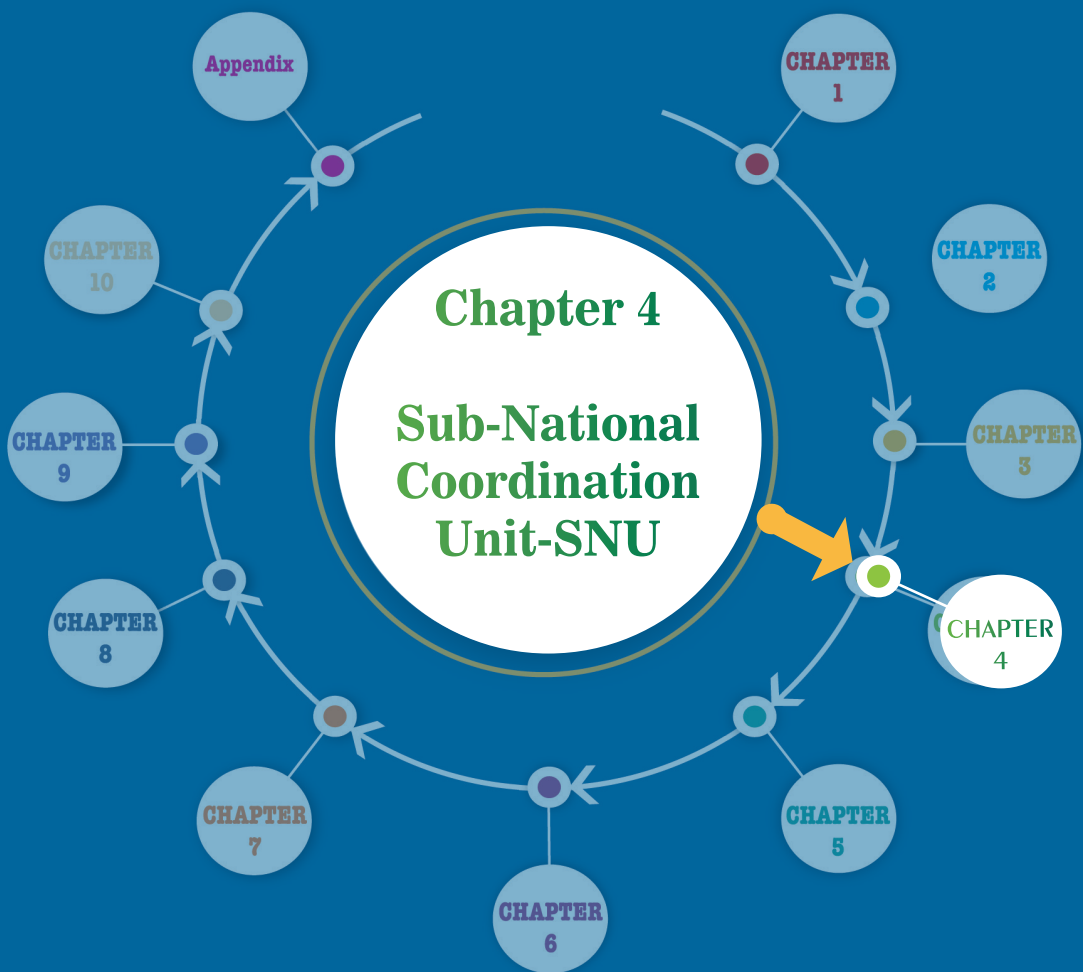 Appendix
CHAPTER
1
CHAPTER
10
CHAPTER
2
Chapter 4
Sub-National
Coordination
Unit-SNU
CHAPTER
9
CHAPTER
3
CHAPTER
8
CHAPTER
4
CHAPTER
7
CHAPTER
5
CHAPTER
6